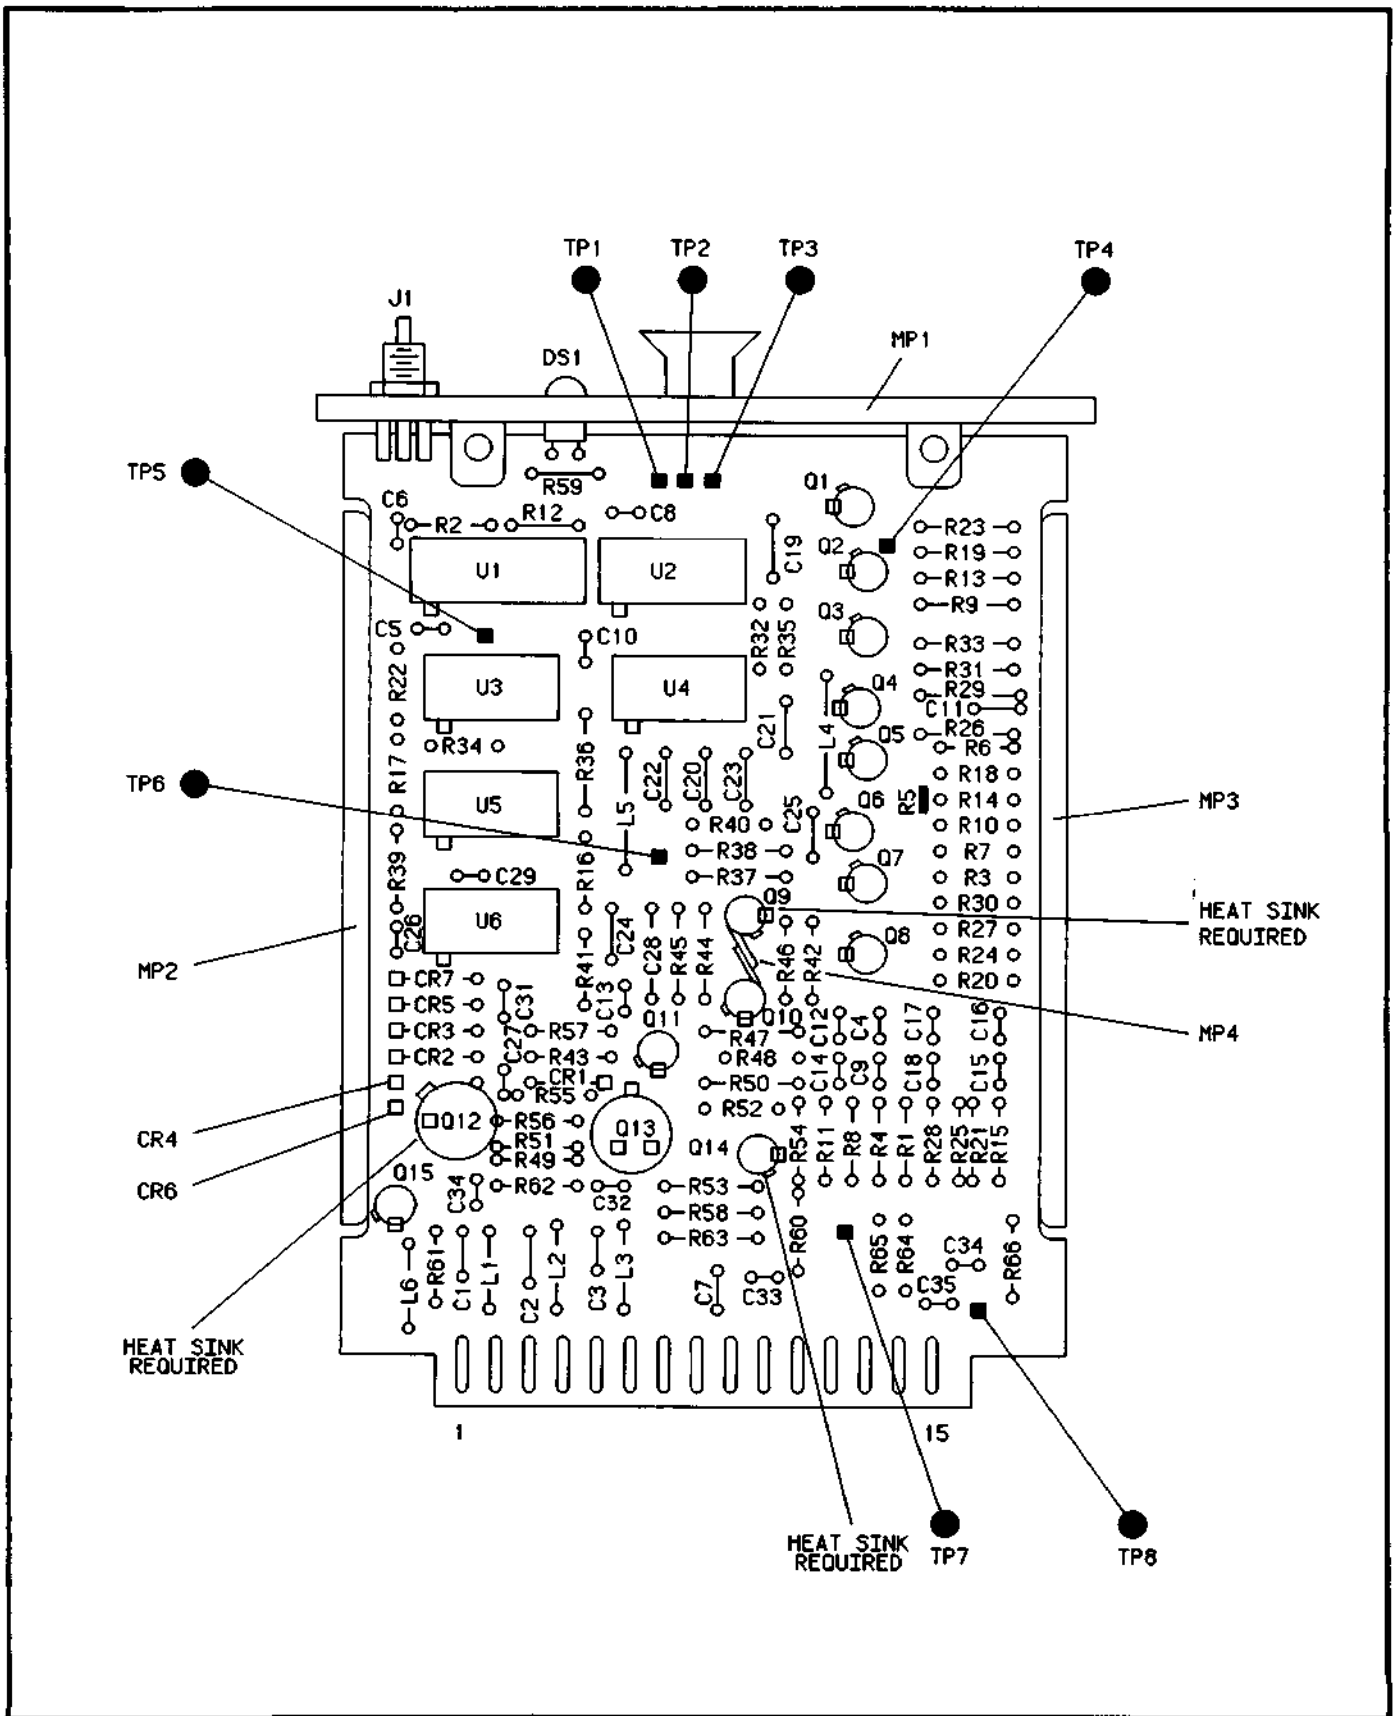 TP1 TP2 TP3 TP4
J1
MP1
DS1
TP5
R59
Q1
C6
R2 R12 C8
R23
C19
Q2
R19
U1 U2
R13
R9
Q3
C5
C10
R32 R35
R33
R22
R31
U3 U4
Q4
R29
C11
C21
L4
R26
Q5
R34
R6
R36
TP6
R17
C22 C20 C23
R18
L5
Q6
R5
R14
MP3
U5
C25
R40
R10
R38
R7
R39
R16
Q7
C29
R37
R3
Q9
R30
HEAT SINK
REQUIRED
C26
U6
C24
R27
Q8
R41
C28 R45 R44
R46 R42
R24
MP2
CR7
R20
C31
C13
CR5
Q11
Q10
C12 C4 C17 C16
CR3
C27
R57
R47
MP4
CR2
R43
R48
C14 C9 C18 C15
CR1
R50
R55
R52
CR4
Q12
R56
Q13
R51
R54 R11 R8 R4 R1 R28 R25 R21 R15
R49
Q14
CR6
Q15
C34
R62
C32
R53
R58
R60
R63
R65 R64
C34
R66
L6 R61 C1 L1 C2 L2 C3 L3
C7
C33
C35
HEAT SINK
REQUIRED
1 15
HEAT SINK
REQUIRED
TP7
TP8